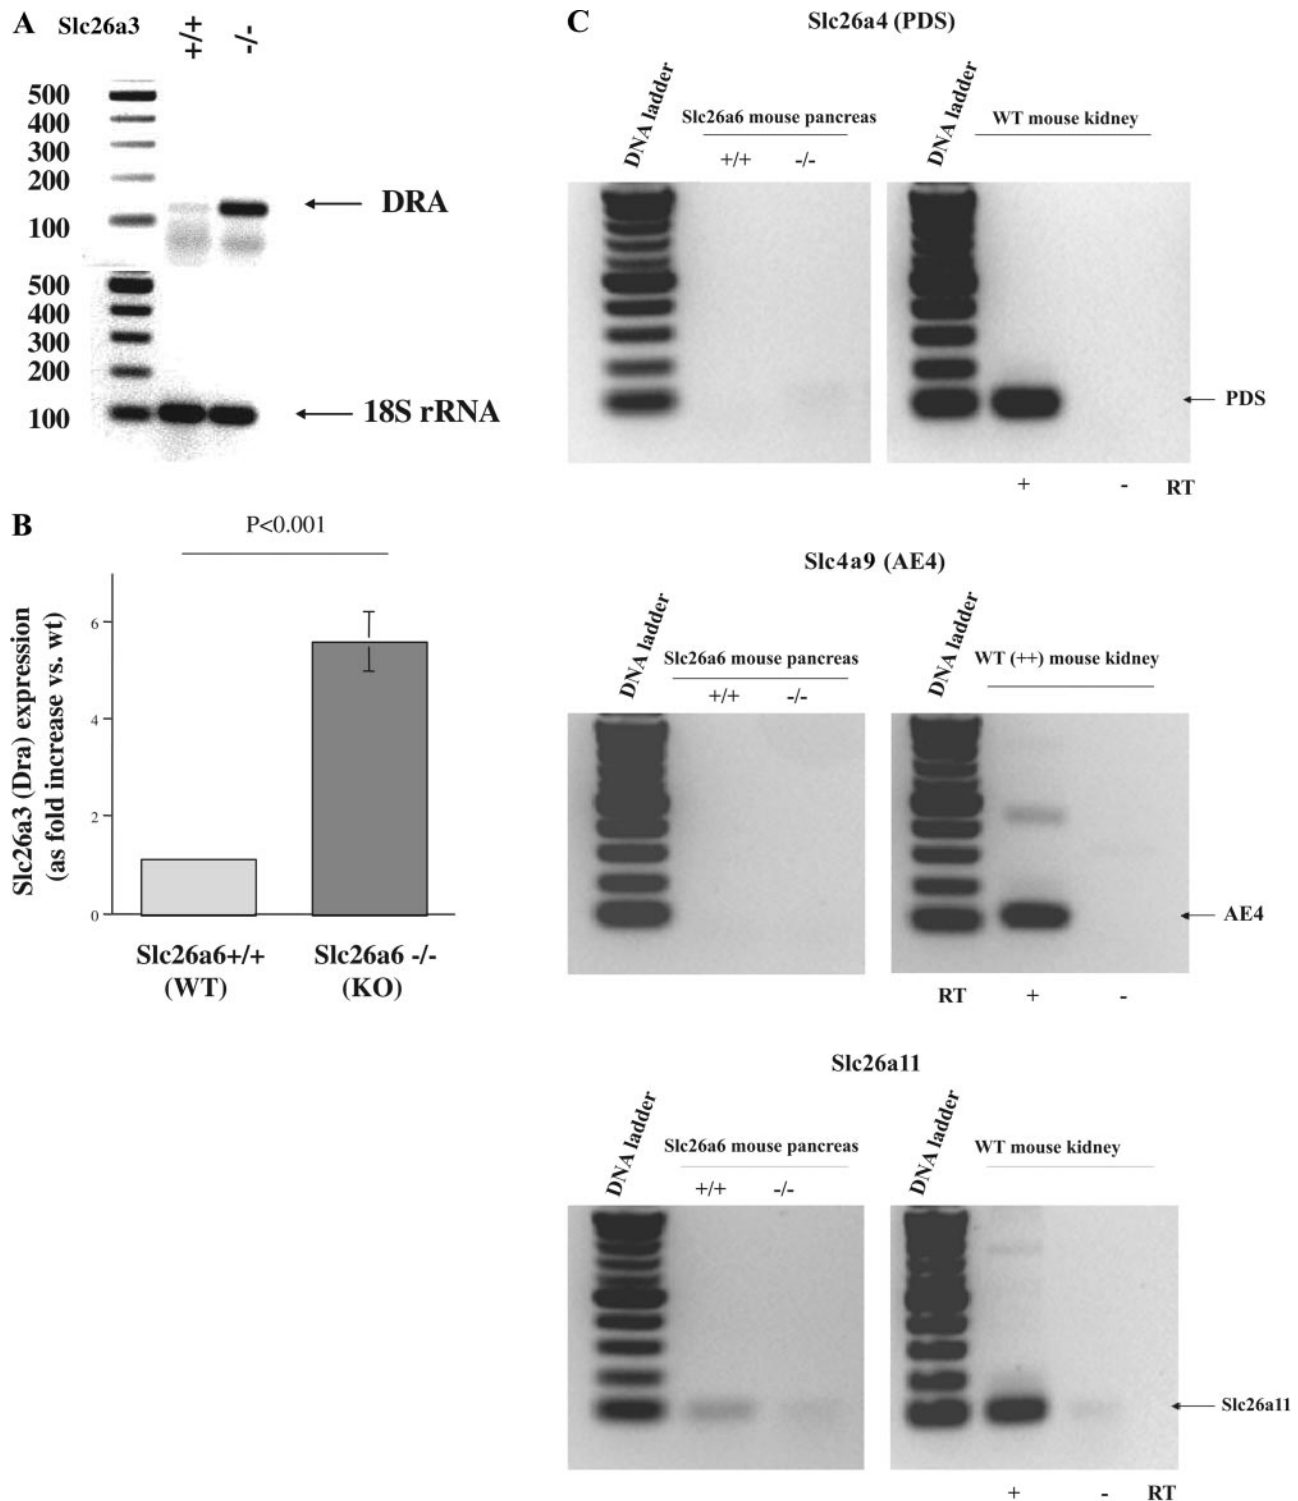 A
Slc26a3
+/+
-/-
500
400
300
200
100
DRA
500
400
300
200
100
18S rRNA
B
P<0.001
Slc26a3 (Dra) expression
(as fold increase vs. wt)
6
4
2
0
Slc26a6+/+
(WT)
Slc26a6 -/-
(KO)
C
Slc26a4 (PDS)
DNA ladder
Slc26a6 mouse pancreas
+/+ -/-
DNA ladder
WT mouse kidney
PDS
+ - RT
Slc4a9 (AE4)
DNA ladder
Slc26a6 mouse pancreas
+/+ -/-
DNA ladder
WT (++) mouse kidney
AE4
RT + -
Slc26a11
DNA ladder
Slc26a6 mouse pancreas
+/+ -/-
DNA ladder
WT mouse kidney
Slc26a11
+ - RT